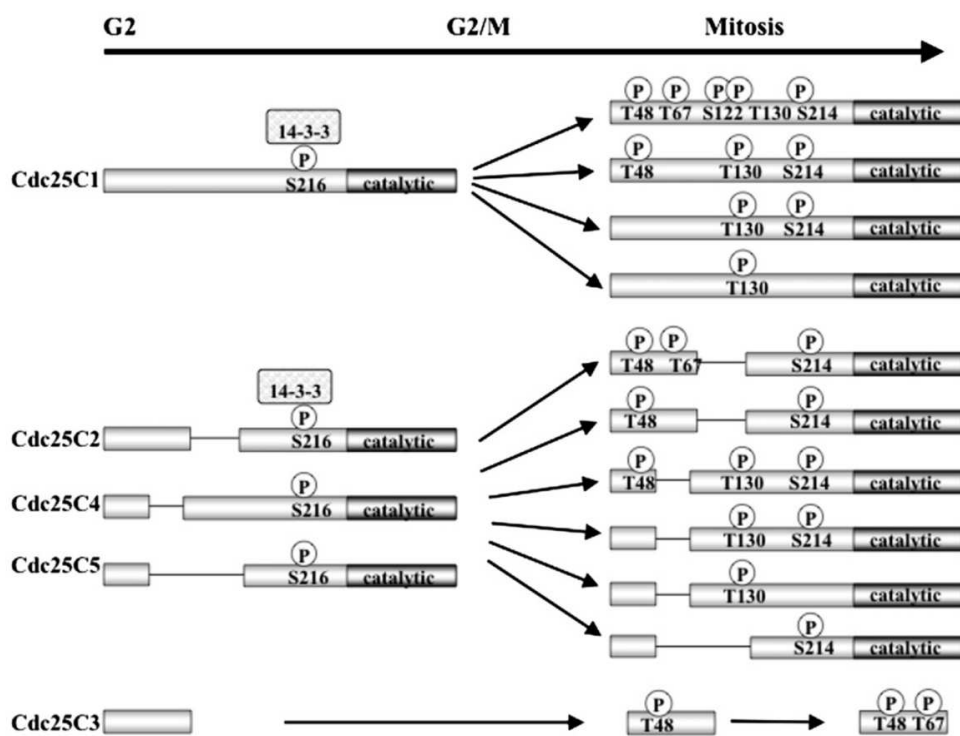 G2 G2/M Mitosis
P P P P P
T48 T67 S122 T130 S214 catalytic
14-3-3
P
Cdc25C1 S216 catalytic
P P P
T48 T130 S214 catalytic
P P
T130 S214 catalytic
P
T130 catalytic
P P P
T48 T67 S214 catalytic
14-3-3
P
Cdc25C2 S216 catalytic
P P
T48 S214 catalytic
P
Cdc25C4 S216 catalytic
P P P
T48 T130 S214 catalytic
P
Cdc25C5 S216 catalytic
P P
T130 S214 catalytic
P
T130 catalytic
P
S214 catalytic
Cdc25C3
P
T48
P P
T48 T67